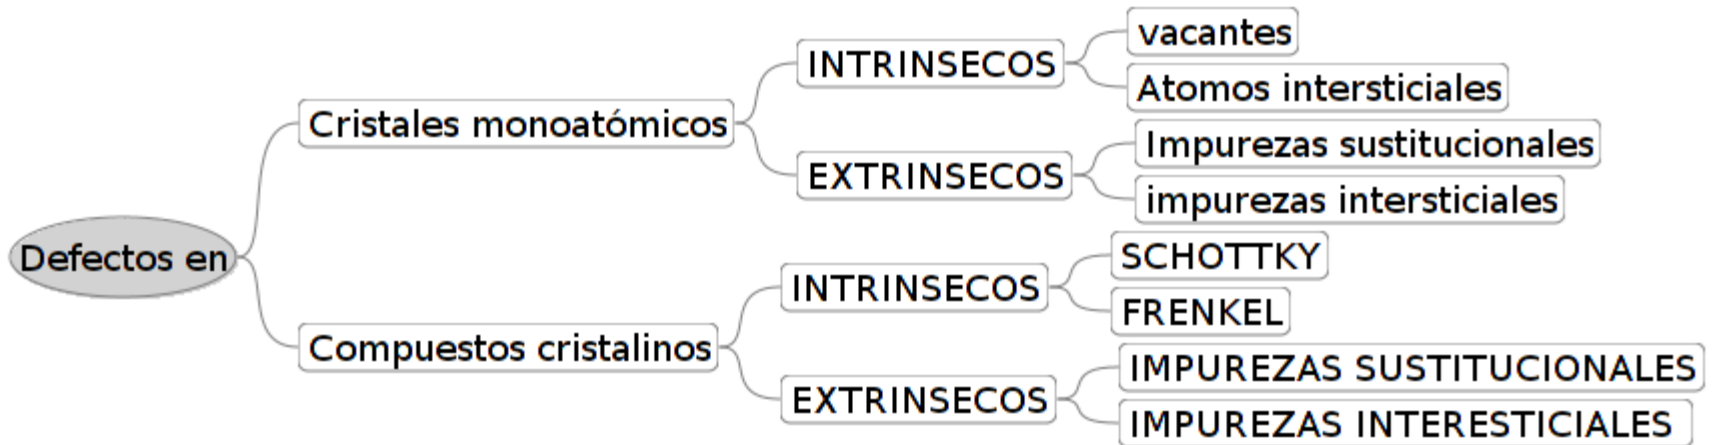 Defectos en
Cristales monoatómicos
INTRINSECOS
vacantes
Atomos intersticiales
EXTRINSECOS
Impurezas sustitucionales
impurezas intersticiales
Compuestos cristalinos
INTRINSECOS
SCHOTTKY
FRENKEL
EXTRINSECOS
IMPUREZAS SUSTITUCIONALES
IMPUREZAS INTERESTICIALES